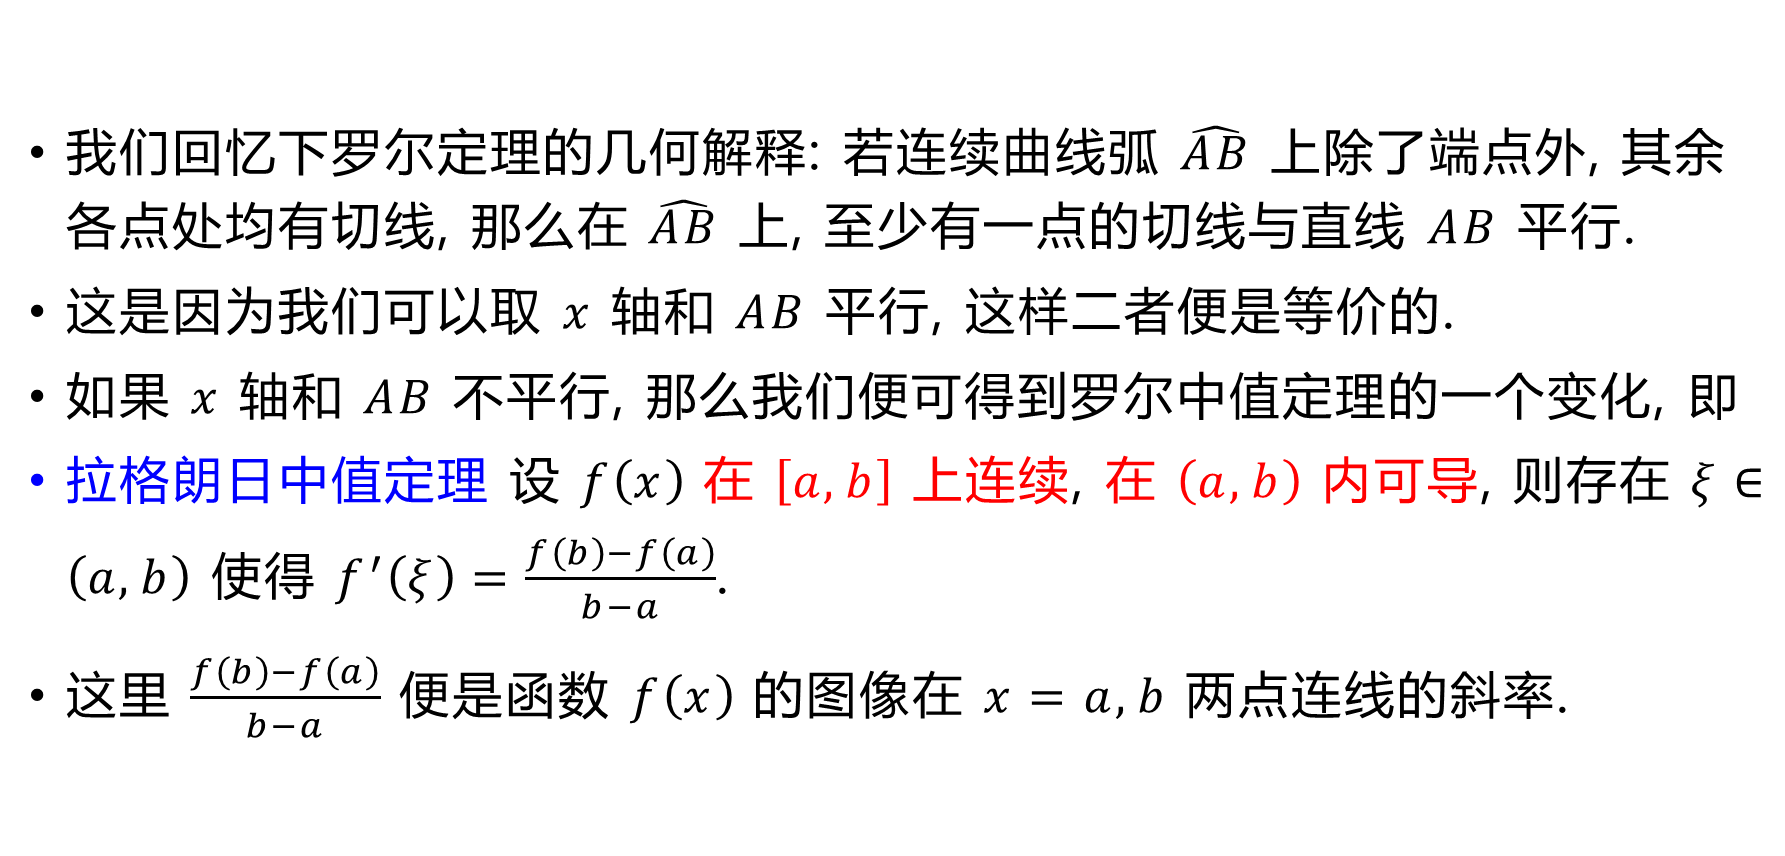 • 我们回忆下罗尔定理的几何解释: 若连续曲线弧 $\widehat{AB}$ 上除了端点外, 其余
各点处均有切线, 那么在 $\widehat{AB}$ 上, 至少有一点的切线与直线 $AB$ 平行.
• 这是因为我们可以取 $x$ 轴和 $AB$ 平行, 这样二者便是等价的.
• 如果 $x$ 轴和 $AB$ 不平行, 那么我们便可得到罗尔中值定理的一个变化, 即
• 拉格朗日中值定理 设 $f(x)$ 在 $[a,b]$ 上连续, 在 $(a,b)$ 内可导, 则存在 $\xi \in$
$(a,b)$ 使得 $f'(\xi) = \frac{f(b)-f(a)}{b-a}$.
• 这里 $\frac{f(b)-f(a)}{b-a}$ 便是函数 $f(x)$ 的图像在 $x = a, b$ 两点连线的斜率.